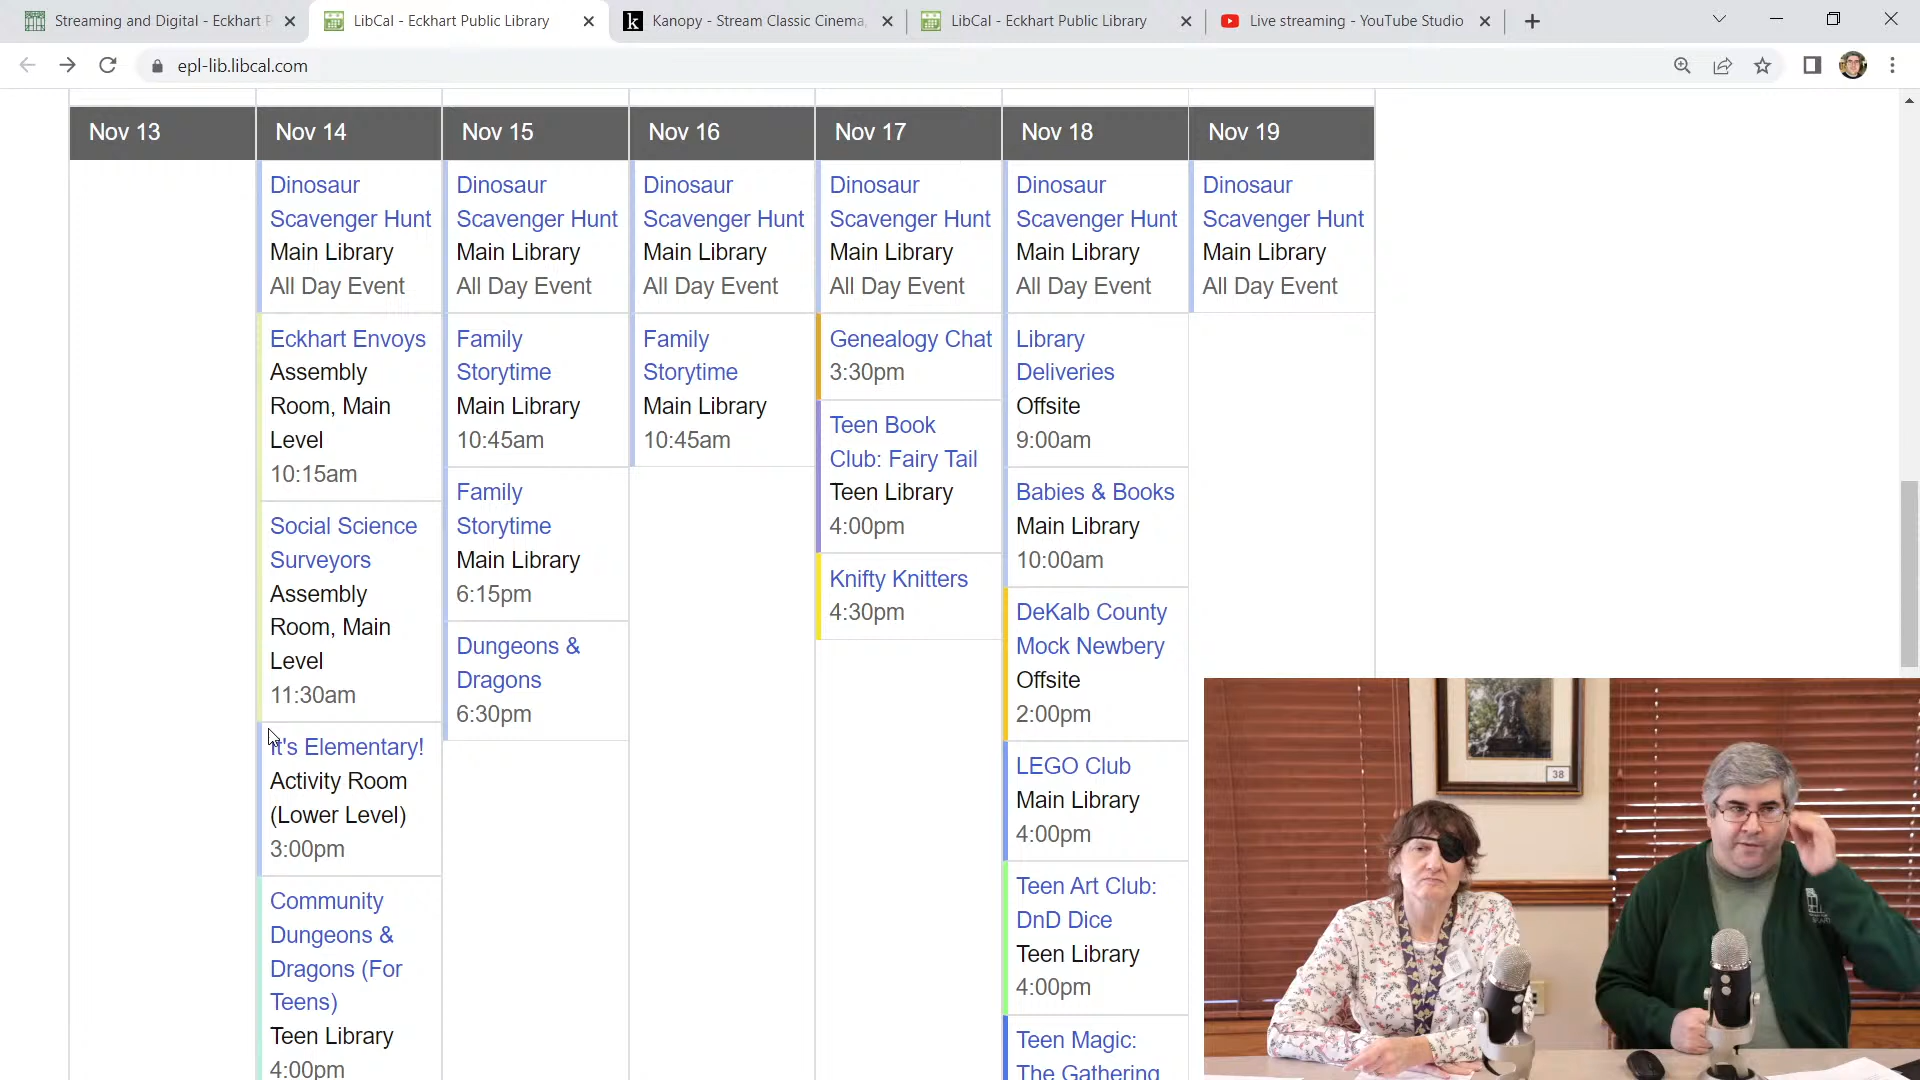 Streaming and Digital - Eckhart P
LibCal - Eckhart Public Library
Kanopy - Stream Classic Cinema,
LibCal - Eckhart Public Library
Live streaming - YouTube Studio
epl-lib.libcal.com
Nov 13
Nov 14
Nov 15
Nov 16
Nov 17
Nov 18
Nov 19
Dinosaur
Scavenger Hunt
Main Library
All Day Event
Eckhart Envoys
Assembly
Room, Main
Level
10:15am
Social Science
Surveyors
Assembly
Room, Main
Level
11:30am
It's Elementary!
Activity Room
(Lower Level)
3:00pm
Community
Dungeons &
Dragons (For
Teens)
Teen Library
4:00pm
Dinosaur
Scavenger Hunt
Main Library
All Day Event
Family
Storytime
Main Library
10:45am
Family
Storytime
Main Library
6:15pm
Dungeons &
Dragons
6:30pm
Dinosaur
Scavenger Hunt
Main Library
All Day Event
Family
Storytime
Main Library
10:45am
Dinosaur
Scavenger Hunt
Main Library
All Day Event
Genealogy Chat
3:30pm
Teen Book
Club: Fairy Tail
Teen Library
4:00pm
Knifty Knitters
4:30pm
Dinosaur
Scavenger Hunt
Main Library
All Day Event
Library
Deliveries
Offsite
9:00am
Babies & Books
Main Library
10:00am
DeKalb County
Mock Newbery
Offsite
2:00pm
LEGO Club
Main Library
4:00pm
Teen Art Club:
DnD Dice
Teen Library
4:00pm
Teen Magic:
The Gathering
Dinosaur
Scavenger Hunt
Main Library
All Day Event
38